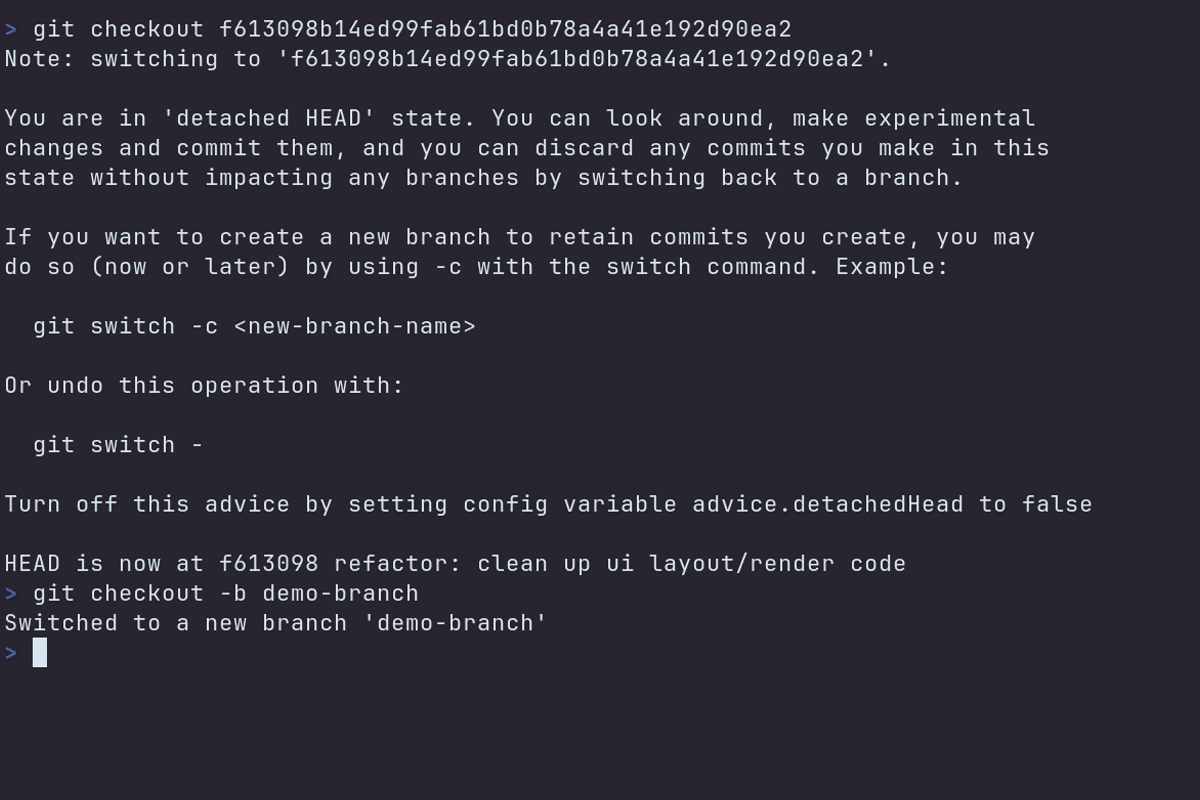 > git checkout f613098b14ed99fab61bd0b78a4a41e192d90ea2
Note: switching to 'f613098b14ed99fab61bd0b78a4a41e192d90ea2'.
You are in 'detached HEAD' state. You can look around, make experimental
changes and commit them, and you can discard any commits you make in this
state without impacting any branches by switching back to a branch.
If you want to create a new branch to retain commits you create, you may
do so (now or later) by using -c with the switch command. Example:
git switch -c <new-branch-name>
Or undo this operation with:
git switch -
Turn off this advice by setting config variable advice.detachedHead to false
HEAD is now at f613098 refactor: clean up ui layout/render code
> git checkout -b demo-branch
Switched to a new branch 'demo-branch'
>